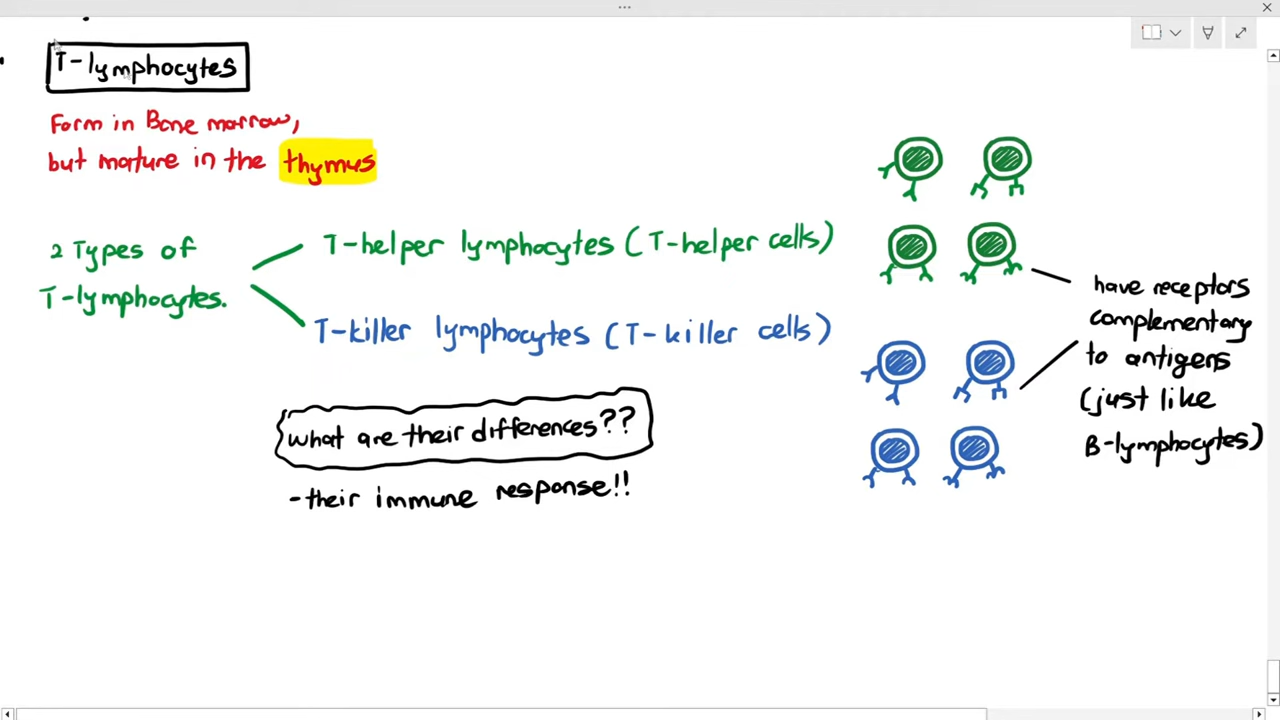 T-lymphocytes
Form in Bone marrow,
but mature in the thymus
2 Types of
T-lymphocytes.
T-helper lymphocytes (T-helper cells)
T-killer lymphocytes (T-killer cells)
have receptors
complementary
to antigens
(just like
B-lymphocytes)
what are their differences??
-their immune response!!